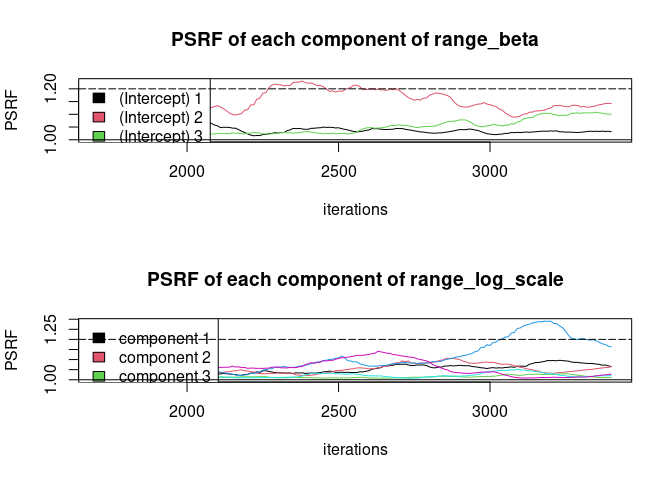 PSRF of each component of range_beta
PSRF
1.20
1.00
(Intercept) 1
(Intercept) 2
(Intercept) 3
2000 2500 3000
iterations
PSRF of each component of range_log_scale
PSRF
1.25
1.00
component 1
component 2
component 3
2000 2500 3000
iterations